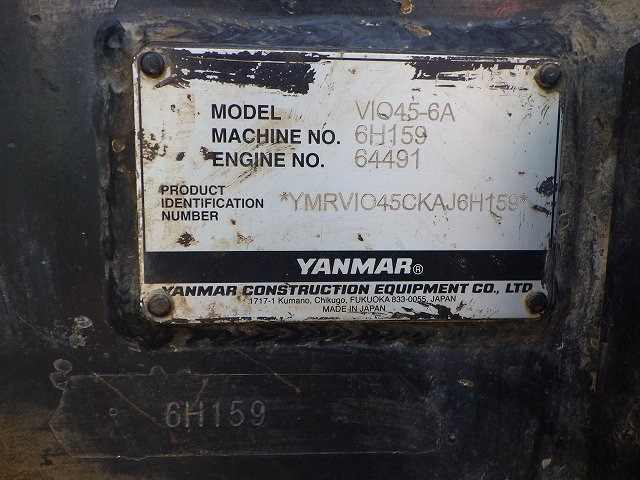 MODEL VIO45-6A
MACHINE NO. 6H159
ENGINE NO. 64491
PRODUCT
IDENTIFICATION *YMRVIO45CKAJ6H159*
NUMBER
YANMAR®
YANMAR CONSTRUCTION EQUIPMENT CO., LTD
1717-1 Kumano, Chikugo, FUKUOKA 833-0055, JAPAN
MADE IN JAPAN
6H159